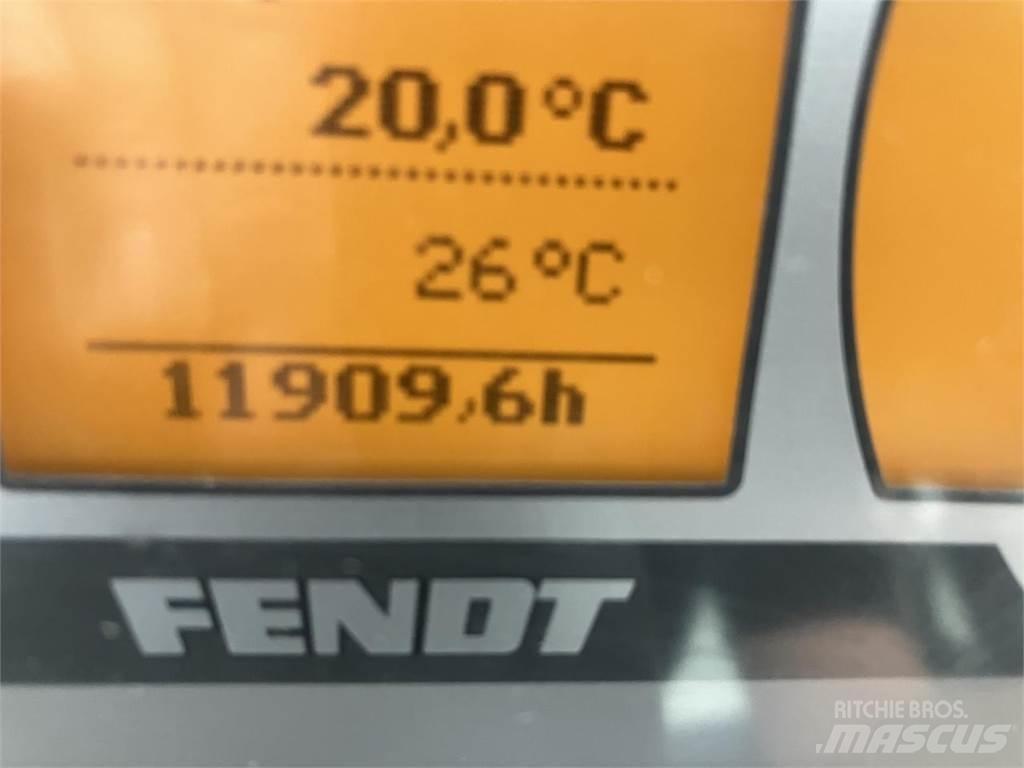 20,0°C
26°C
11909,6h
FENDT
RITCHIE BROS.
MASCUS